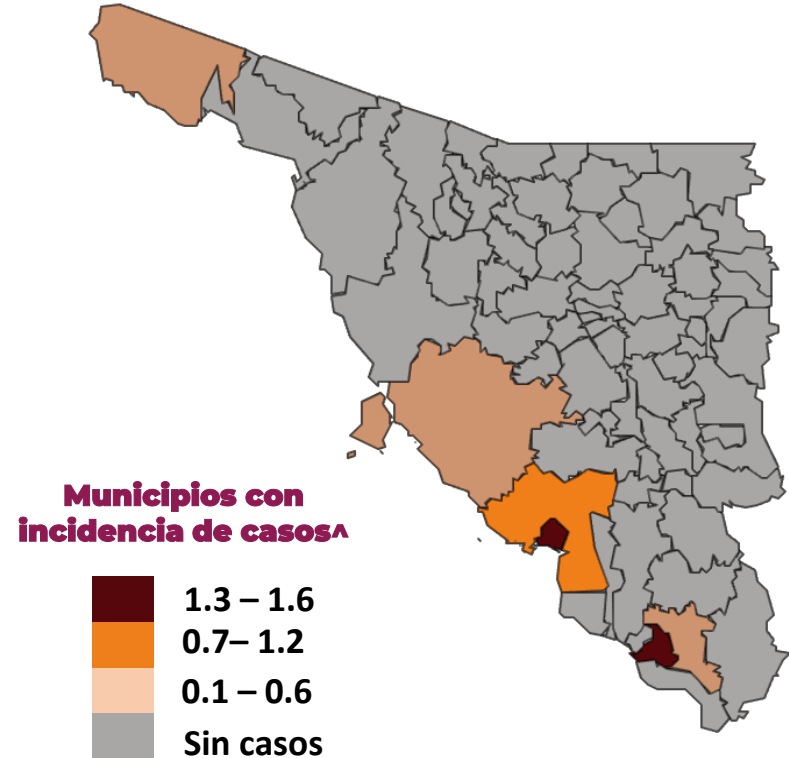 Municipios con
incidencia de casos^
1.3 – 1.6
0.7– 1.2
0.1 – 0.6
Sin casos